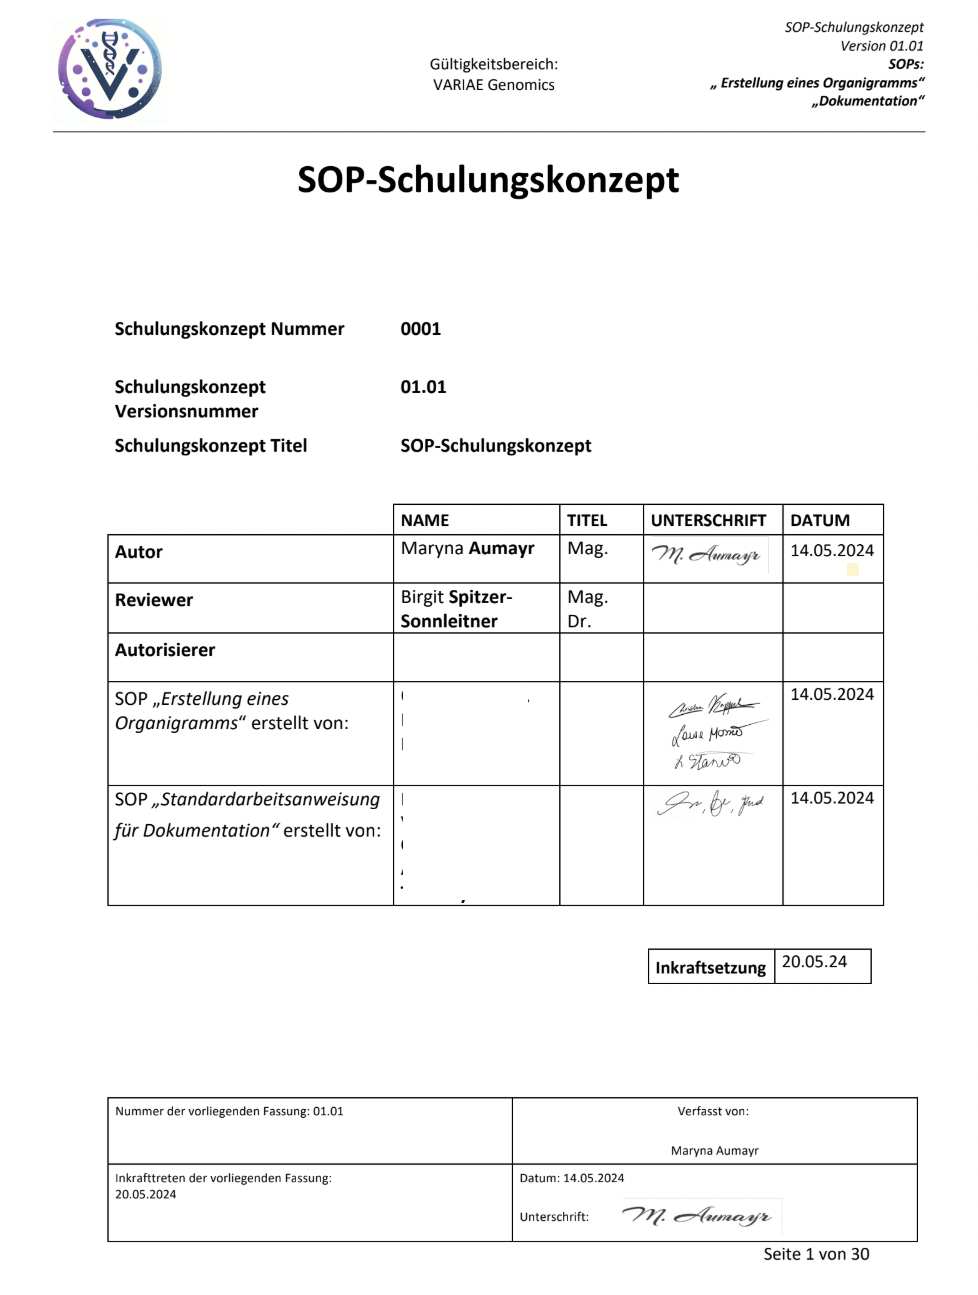 SOP-Schulungskonzept
Version 01.01
Gültigkeitsbereich:
VARIAE Genomics
SOPs:
„ Erstellung eines Organigramms“
„Dokumentation“
V
SOP-Schulungskonzept
Schulungskonzept Nummer 0001
Schulungskonzept 01.01
Versionsnummer
Schulungskonzept Titel SOP-Schulungskonzept
NAME TITEL UNTERSCHRIFT DATUM
Autor Maryna Aumayr Mag. M. Aumayr 14.05.2024
Reviewer Birgit Spitzer- Mag.
Sonnleitner Dr.
Autorisierer
SOP „Erstellung eines 14.05.2024
Organigramms“ erstellt von:
SOP „Standardarbeitsanweisung 14.05.2024
für Dokumentation“ erstellt von:
Inkraftsetzung 20.05.24
Nummer der vorliegenden Fassung: 01.01
Verfasst von:
Maryna Aumayr
Inkrafttreten der vorliegenden Fassung:
20.05.2024
Datum: 14.05.2024
Unterschrift: M. Aumayr
Seite 1 von 30